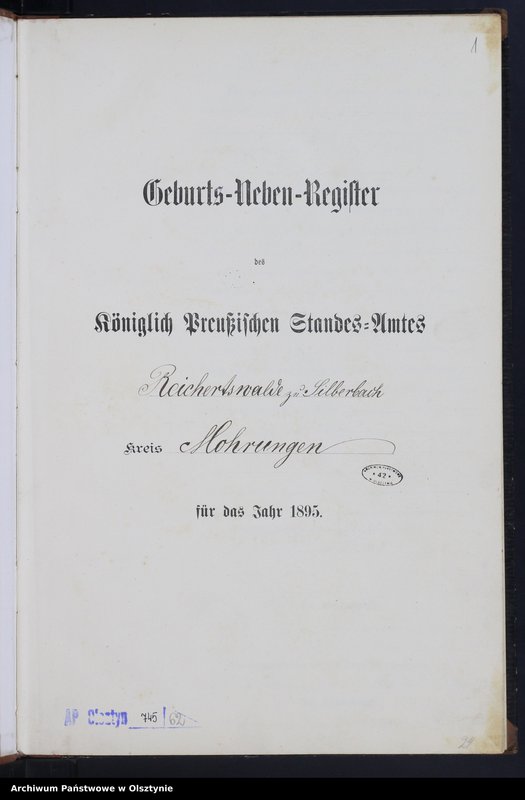 1
Geburts-Neben-Register
des
Königlich Preußischen Standes-Amtes
Reichertswalde zu Silberbach
Kreis Mohrungen
* 42 *
für das Jahr 1895.
AP Olsztyn 745 / 62
29
Archiwum Państwowe w Olsztynie